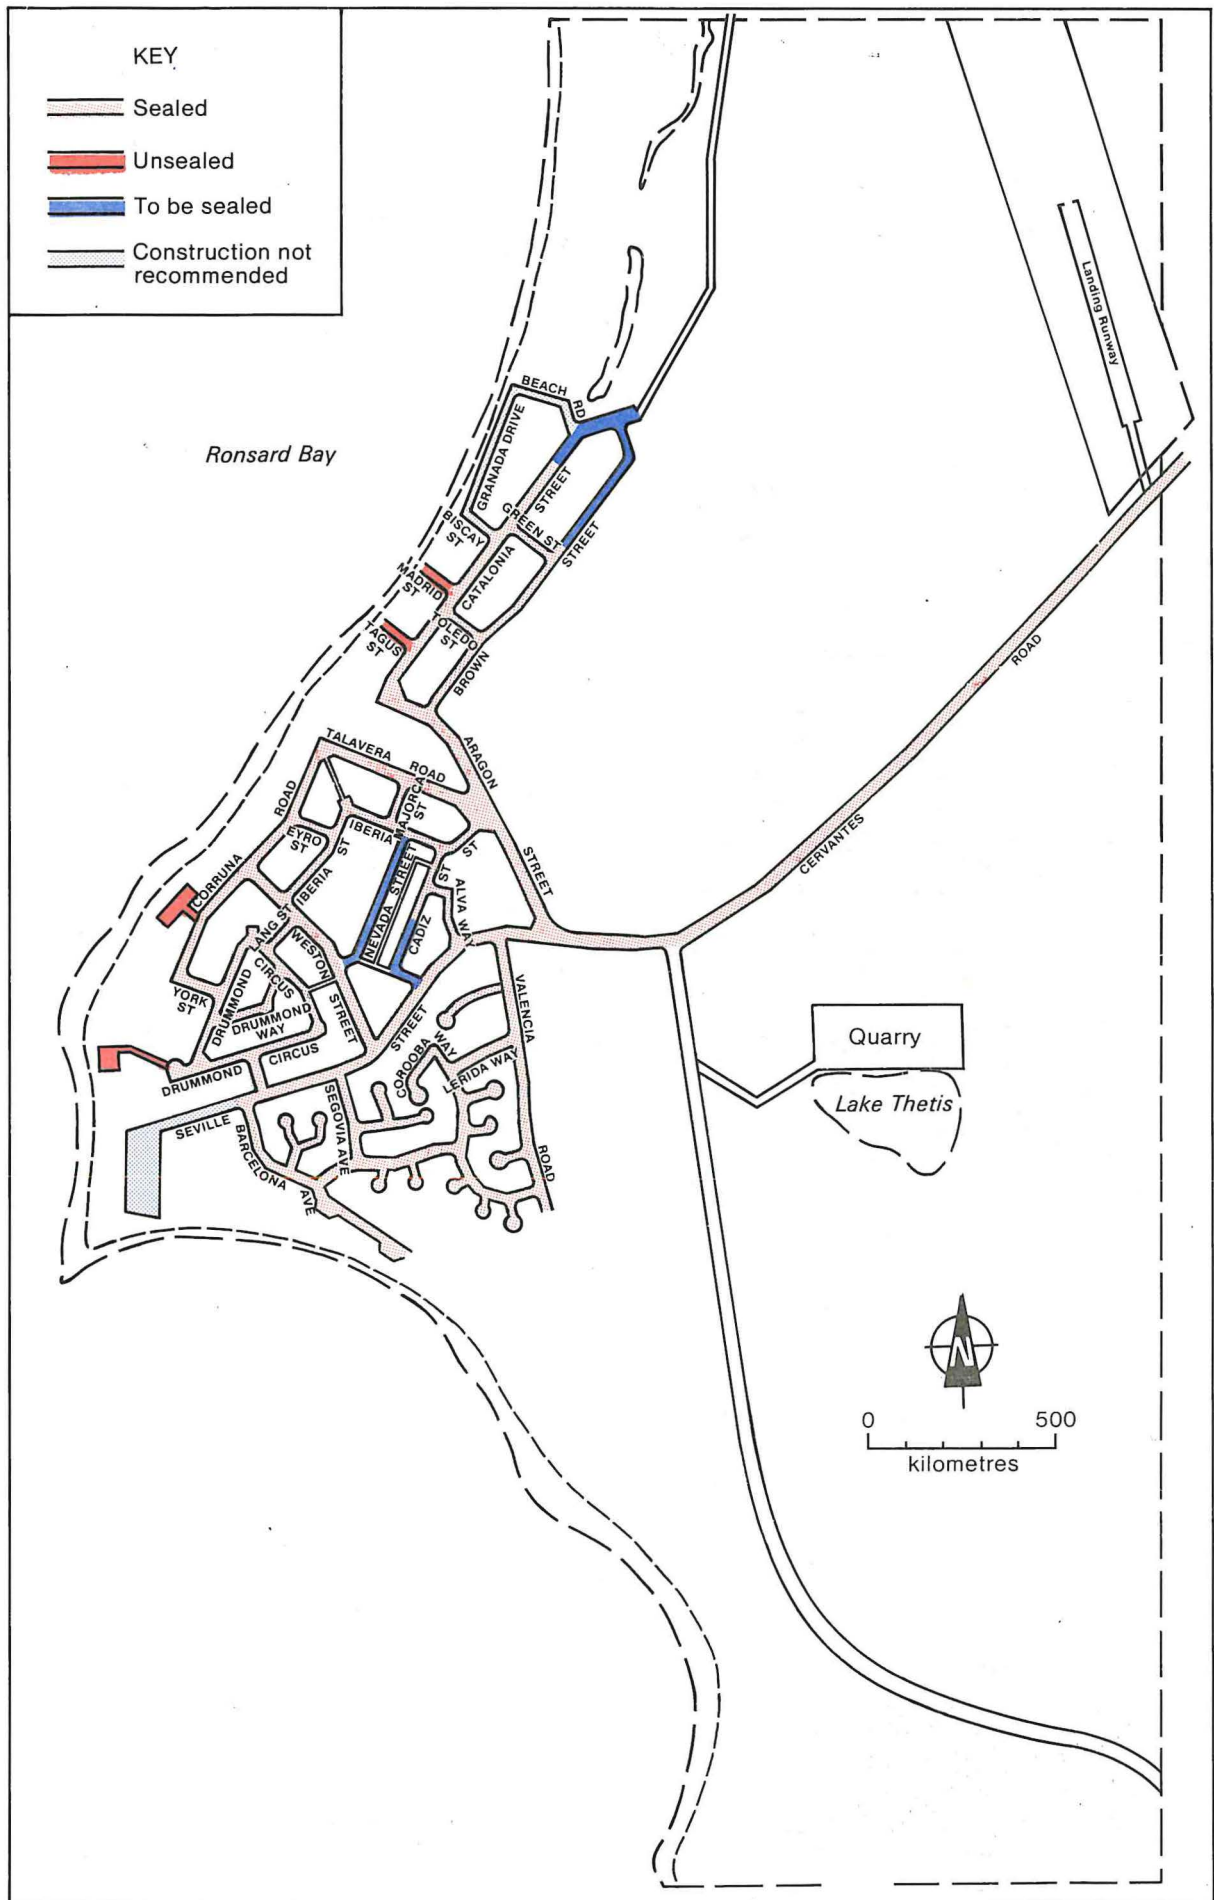 KEY
Sealed
Unsealed
To be sealed
Construction not
recommended
Landing Runway
BEACH
RD
GRANADA DRIVE
Ronsard Bay
STREET
BISCAY
ST
GREEN ST
STREET
MADRID
ST
CATALONIA
TOLEDO
ST
TAGUS
ST
BROWN
ROAD
ARAGON
TALAVERA
ROAD
ROAD
MAJORCA
ST
IBERIA
EYRO
ST
ST
ST
STREET
CERVANTES
CORRUNA
IBERIA
STREET
ST
ALVA WAY
LANG ST
WESTON
NEVADA
CADIZ
CIRCUS
DRUMMOND
YORK
ST
DRUMMOND
WAY
STREET
STREET
VALENCIA
CIRCUS
COROOBA WAY
LERIDA WAY
DRUMMOND
Quarry
Lake Thetis
SEVILLE
BARCELONA
AVE
SEGOVIA AVE
ROAD
N
0 500
kilometres